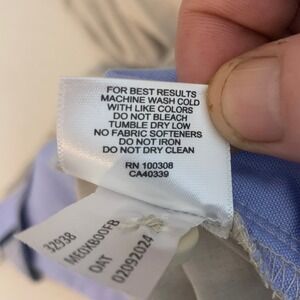 FOR BEST RESULTS
MACHINE WASH COLD
WITH LIKE COLORS
DO NOT BLEACH
TUMBLE DRY LOW
NO FABRIC SOFTENERS
DO NOT IRON
DO NOT DRY CLEAN
RN 100308
CA40339
32938
MEDXB00FB
OAT
02092024